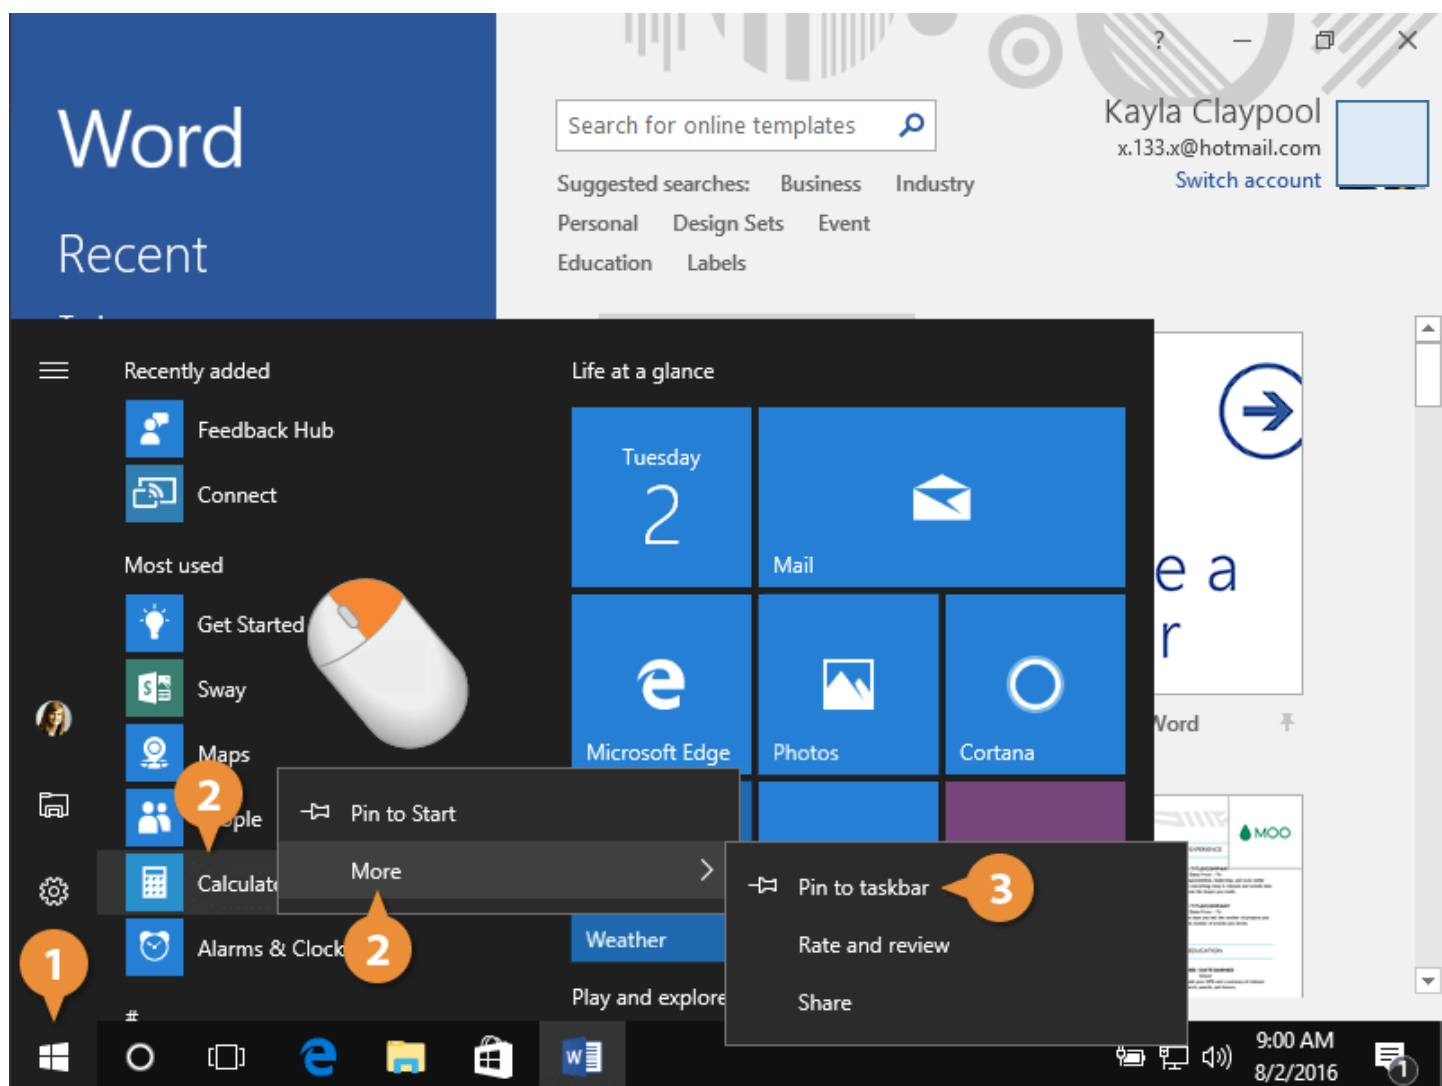 Word
Recent
?
Search for online templates
Suggested searches: Business Industry
Personal Design Sets Event
Education Labels
Kayla Claypool
x.133.x@hotmail.com
Switch account
Recently added
Feedback Hub
Connect
Most used
Get Started
Sway
Maps
2
Calculat
Alarms & Clock
#
1
Life at a glance
Tuesday
2
Mail
Microsoft Edge
Photos
Cortana
Pin to Start
More
2
Weather
Play and explore
Pin to taskbar
3
Rate and review
Share
e a
r
Word
MOO
9:00 AM
8/2/2016
1